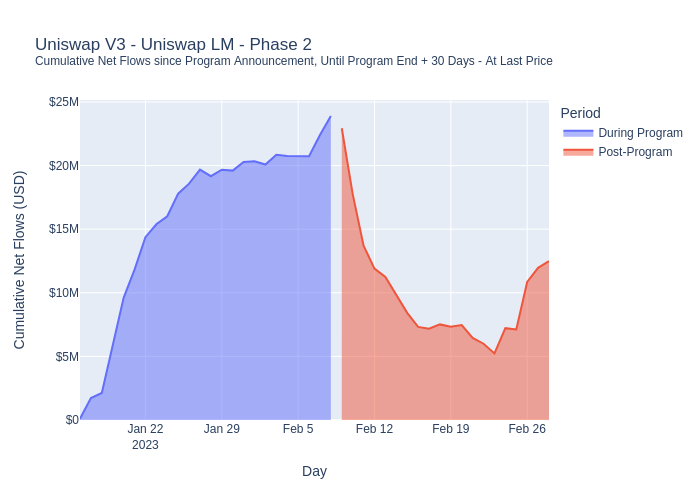 Uniswap V3 - Uniswap LM - Phase 2
Cumulative Net Flows since Program Announcement, Until Program End + 30 Days - At Last Price
Cumulative Net Flows (USD)
$25M
$20M
$15M
$10M
$5M
$0
Jan 22
2023
Jan 29
Feb 5
Feb 12
Feb 19
Feb 26
Day
Period
During Program
Post-Program